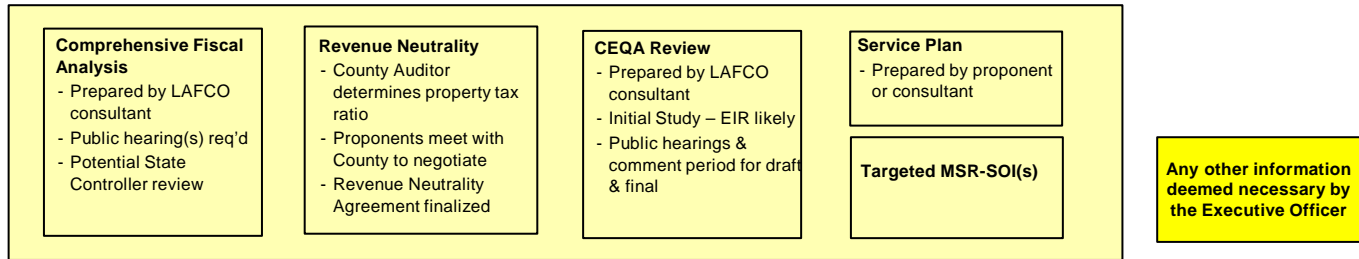 Comprehensive Fiscal
Analysis
- Prepared by LAFCO
consultant
- Public hearing(s) req'd
- Potential State
Controller review
Revenue Neutrality
- County Auditor
determines property tax
ratio
- Proponents meet with
County to negotiate
- Revenue Neutrality
Agreement finalized
CEQA Review
- Prepared by LAFCO
consultant
- Initial Study – EIR likely
- Public hearings &
comment period for draft
& final
Service Plan
- Prepared by proponent
or consultant
Targeted MSR-SOI(s)
Any other information
deemed necessary by
the Executive Officer